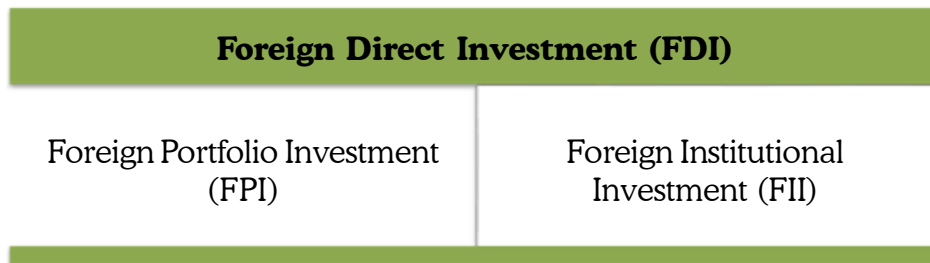 Foreign Direct Investment (FDI)
Foreign Portfolio Investment
(FPI)
Foreign Institutional
Investment (FII)